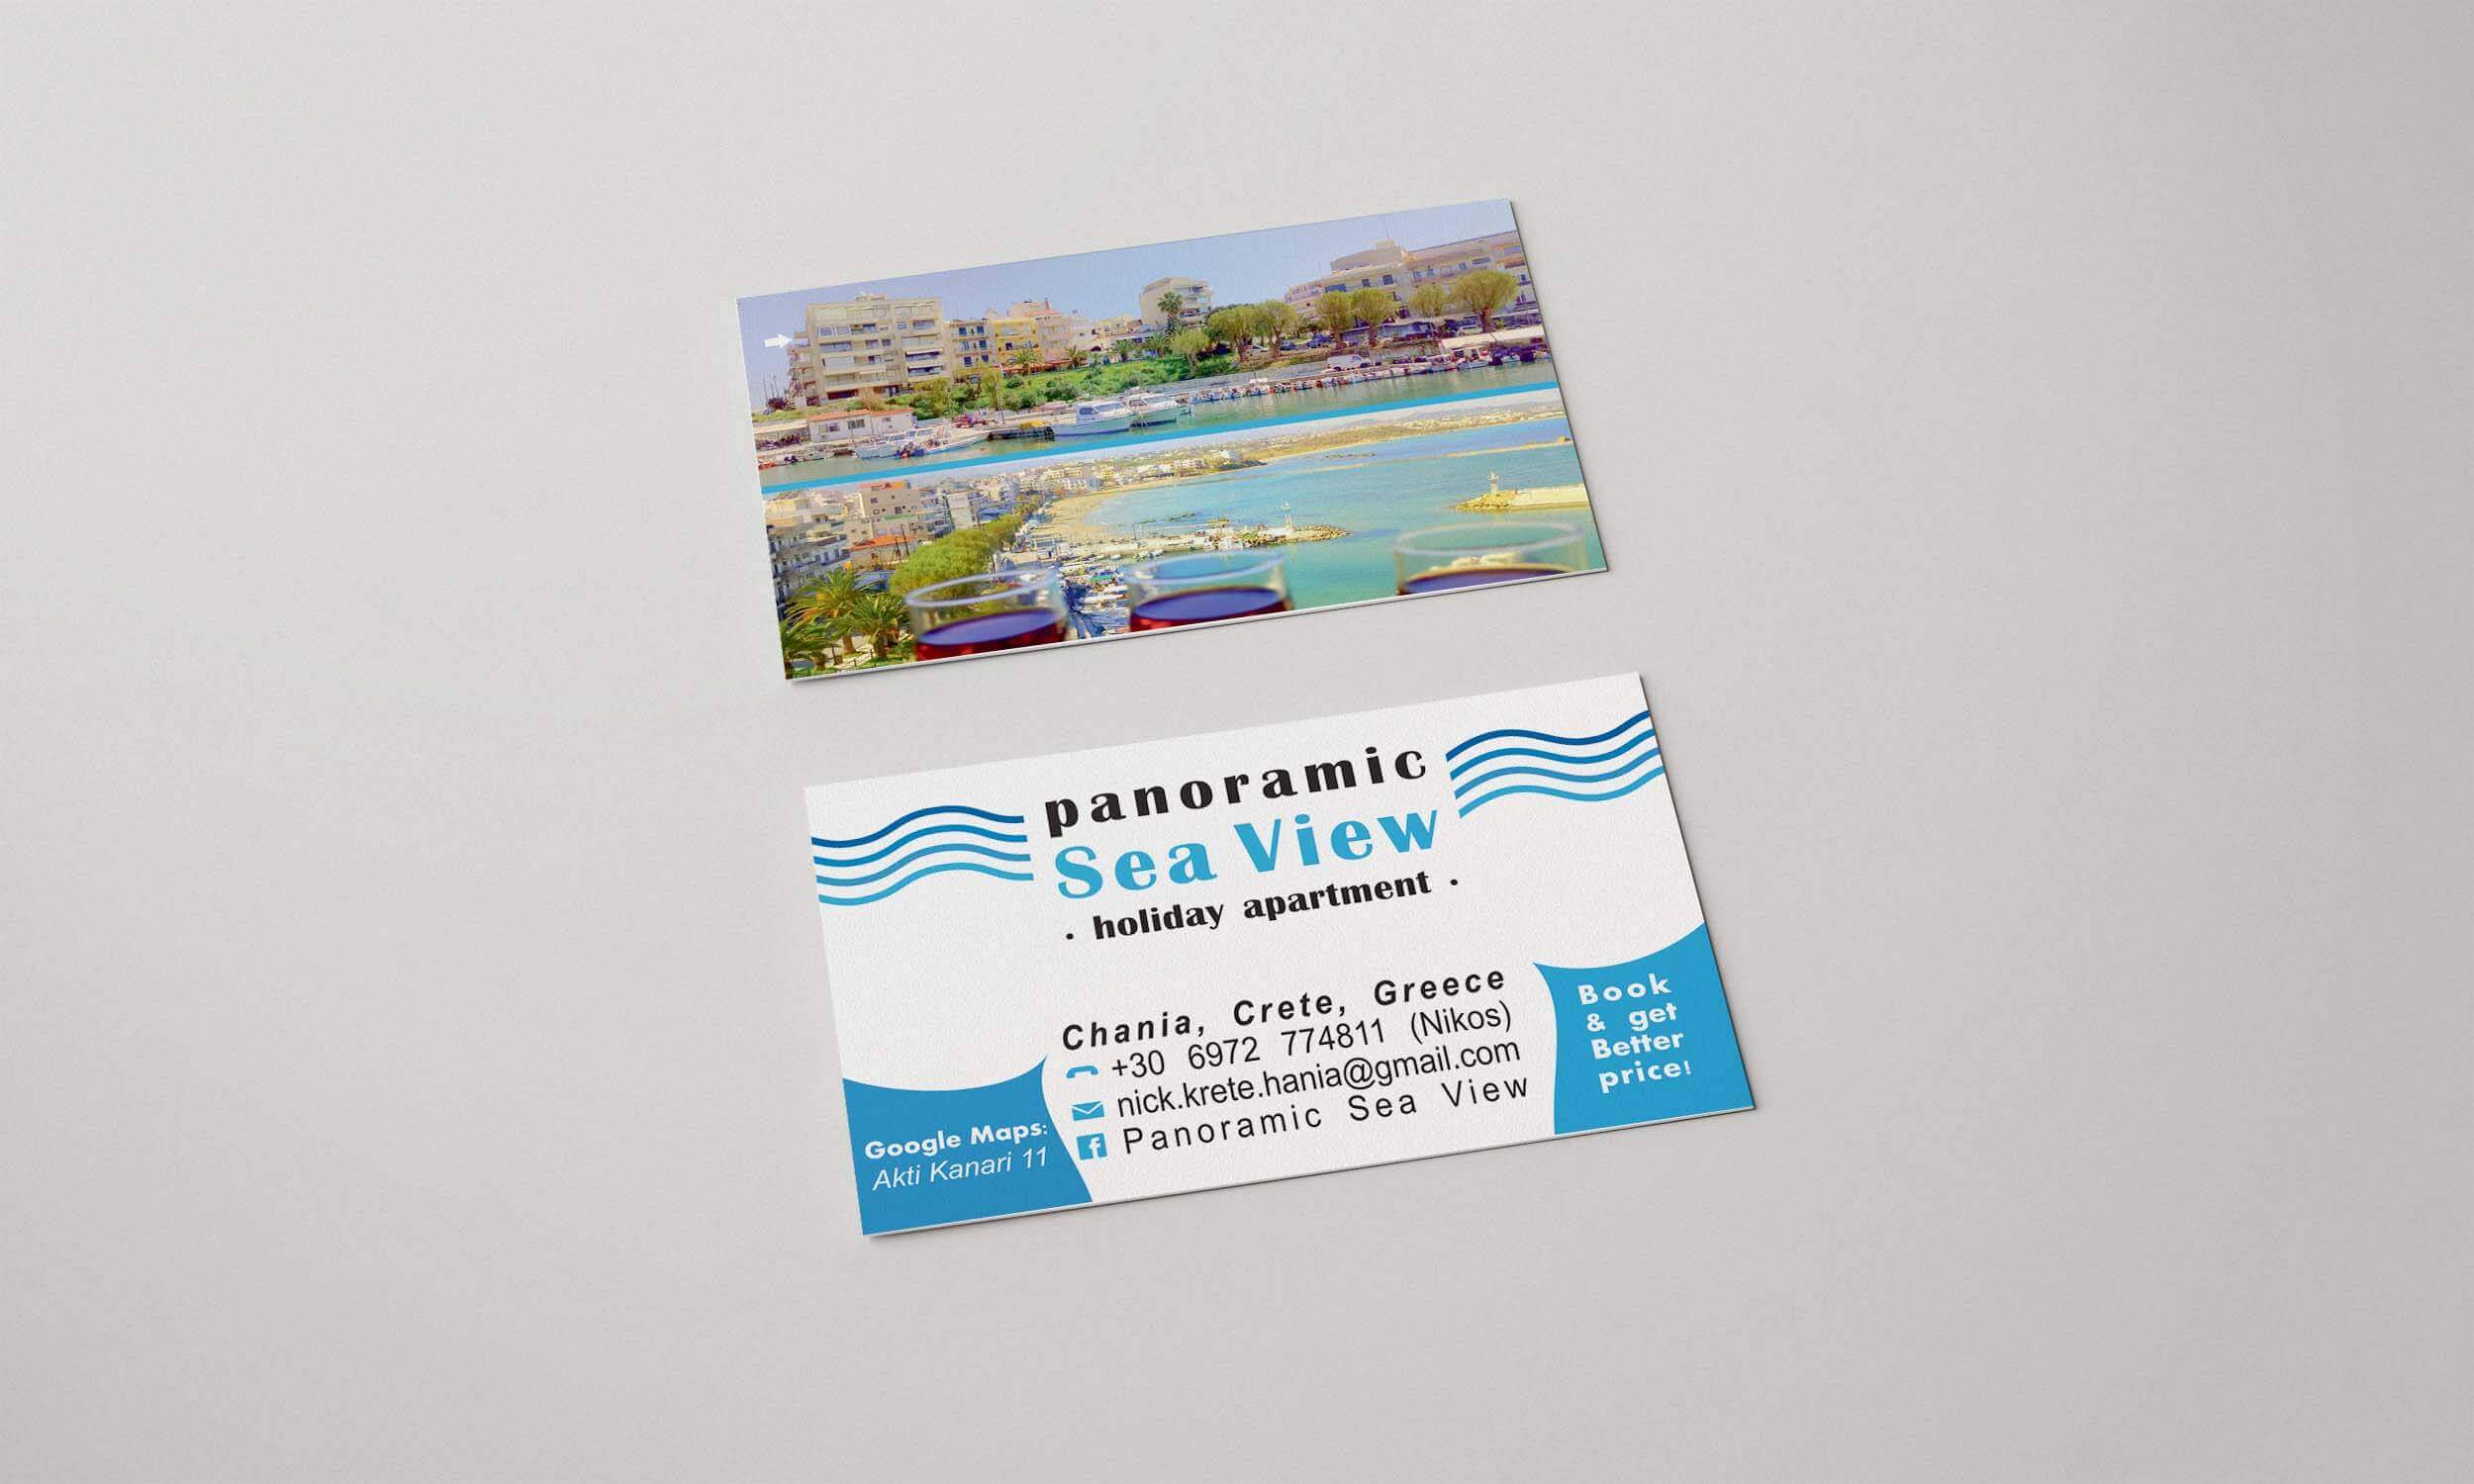 panoramic
Sea View
. holiday apartment .
Chania, Crete, Greece
+30 6972 774811 (Nikos)
nick.krete.hania@gmail.com
Panoramic Sea View
Google Maps:
Akti Kanari 11
Book
& get
Better
price!